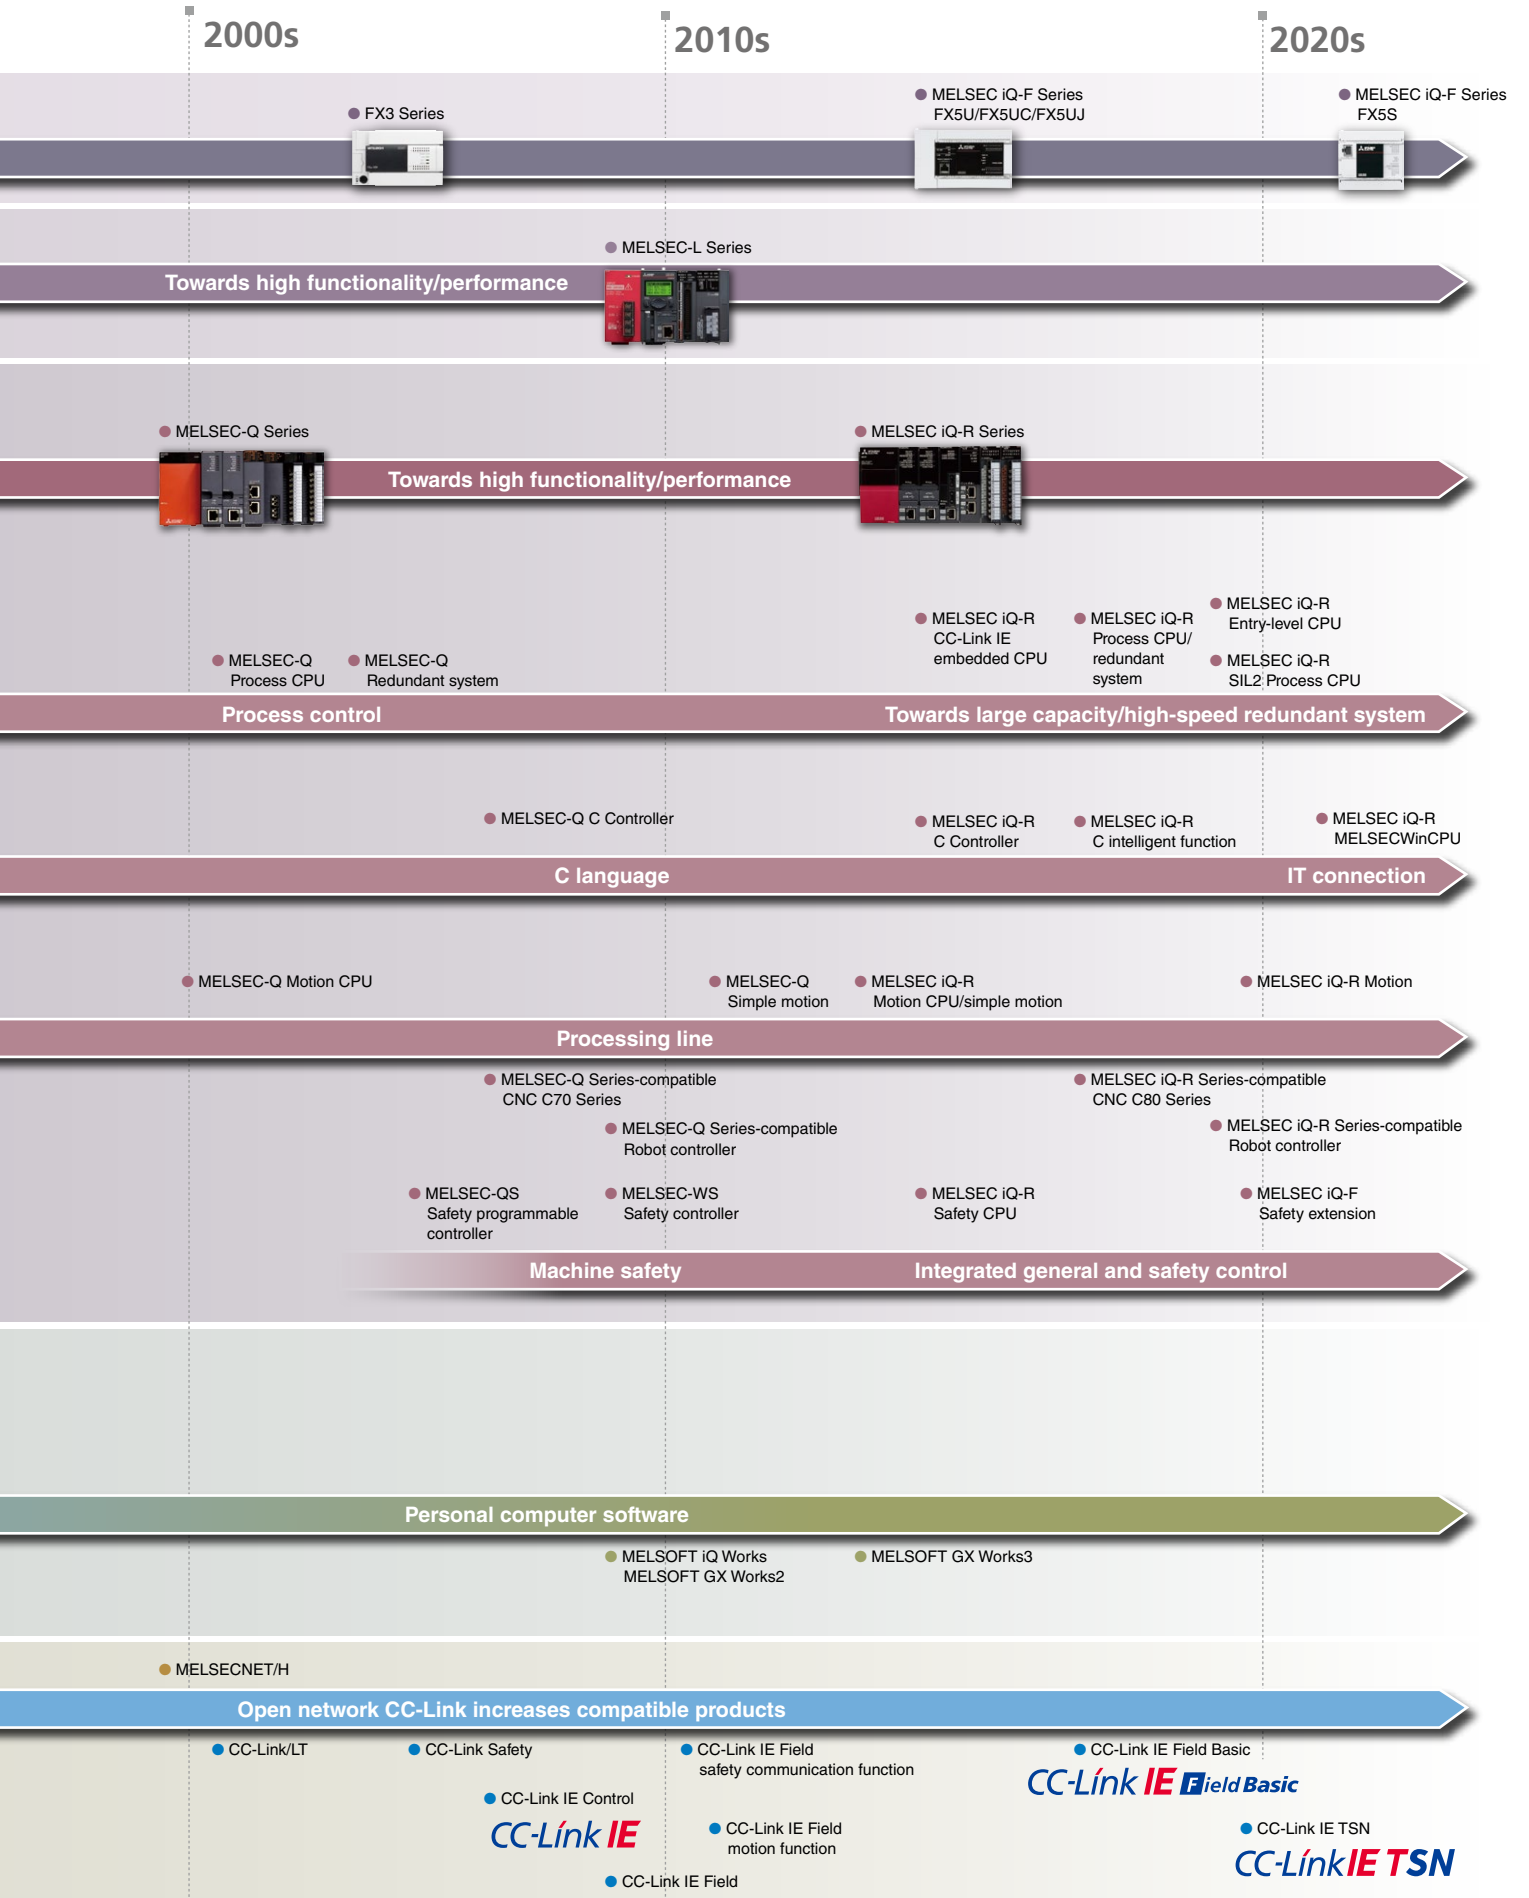 2000s
2010s
2020s
FX3 Series
MELSEC iQ-F Series
FX5U/FX5UC/FX5UJ
MELSEC iQ-F Series
FX5S
MELSEC-L Series
Towards high functionality/performance
MELSEC-Q Series
MELSEC iQ-R Series
Towards high functionality/performance
MELSEC-Q
Process CPU
MELSEC-Q
Redundant system
MELSEC iQ-R
CC-Link IE
embedded CPU
MELSEC iQ-R
Process CPU/
redundant
system
MELSEC iQ-R
Entry-level CPU
MELSEC iQ-R
SIL2 Process CPU
Process control
Towards large capacity/high-speed redundant system
MELSEC-Q C Controller
MELSEC iQ-R
C Controller
MELSEC iQ-R
C intelligent function
MELSEC iQ-R
MELSECWinCPU
C language
IT connection
MELSEC-Q Motion CPU
MELSEC-Q
Simple motion
MELSEC iQ-R
Motion CPU/simple motion
MELSEC iQ-R Motion
Processing line
MELSEC-Q Series-compatible
CNC C70 Series
MELSEC iQ-R Series-compatible
CNC C80 Series
MELSEC-Q Series-compatible
Robot controller
MELSEC iQ-R Series-compatible
Robot controller
MELSEC-QS
Safety programmable
controller
MELSEC-WS
Safety controller
MELSEC iQ-R
Safety CPU
MELSEC iQ-F
Safety extension
Machine safety
Integrated general and safety control
Personal computer software
MELSOFT iQ Works
MELSOFT GX Works2
MELSOFT GX Works3
MELSECNET/H
Open network CC-Link increases compatible products
CC-Link/LT
CC-Link Safety
CC-Link IE Field
safety communication function
CC-Link IE Field Basic
CC-Link IE Field Basic
CC-Link IE Control
CC-Link IE
CC-Link IE Field
motion function
CC-Link IE TSN
CC-Link IE TSN
CC-Link IE Field